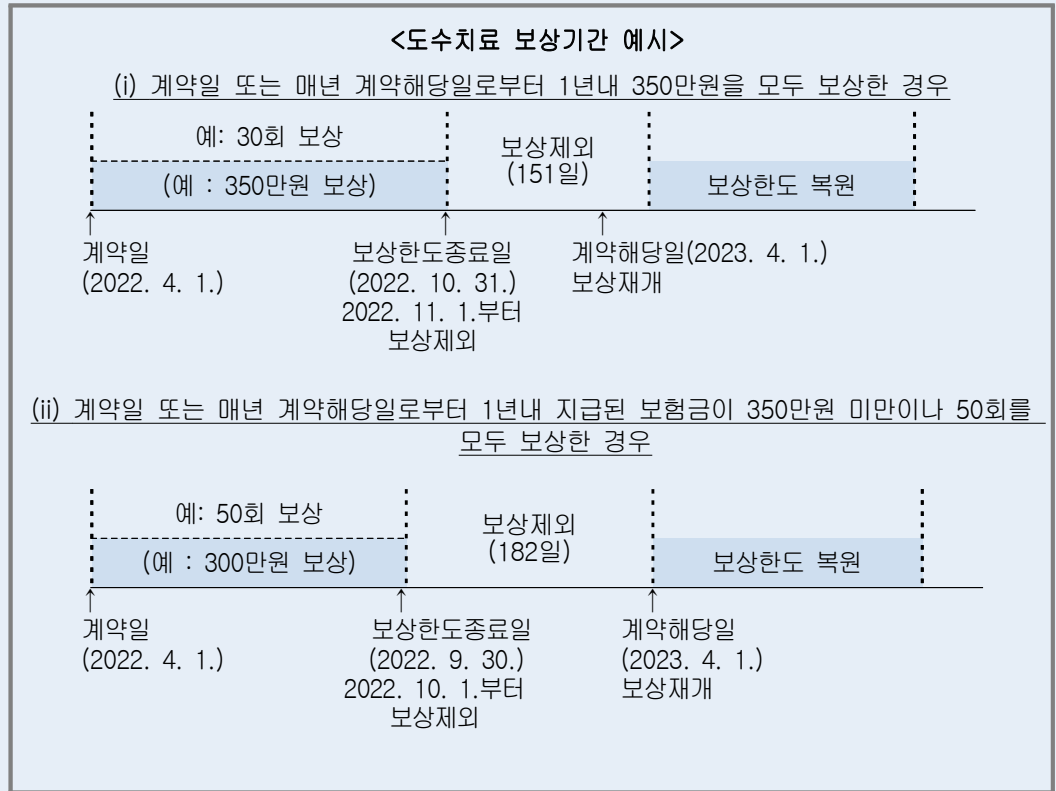 <도수치료 보상기간 예시>
(i) 계약일 또는 매년 계약해당일로부터 1년내 350만원을 모두 보상한 경우
예: 30회 보상
(예 : 350만원 보상)
보상제외
(151일)
보상한도 복원
↑
계약일
(2022. 4. 1.)
↑
보상한도종료일
(2022. 10. 31.)
2022. 11. 1.부터
보상제외
↑
계약해당일(2023. 4. 1.)
보상재개
(ii) 계약일 또는 매년 계약해당일로부터 1년내 지급된 보험금이 350만원 미만이나 50회를
모두 보상한 경우
예: 50회 보상
(예 : 300만원 보상)
보상제외
(182일)
보상한도 복원
↑
계약일
(2022. 4. 1.)
↑
보상한도종료일
(2022. 9. 30.)
2022. 10. 1.부터
보상제외
↑
계약해당일
(2023. 4. 1.)
보상재개